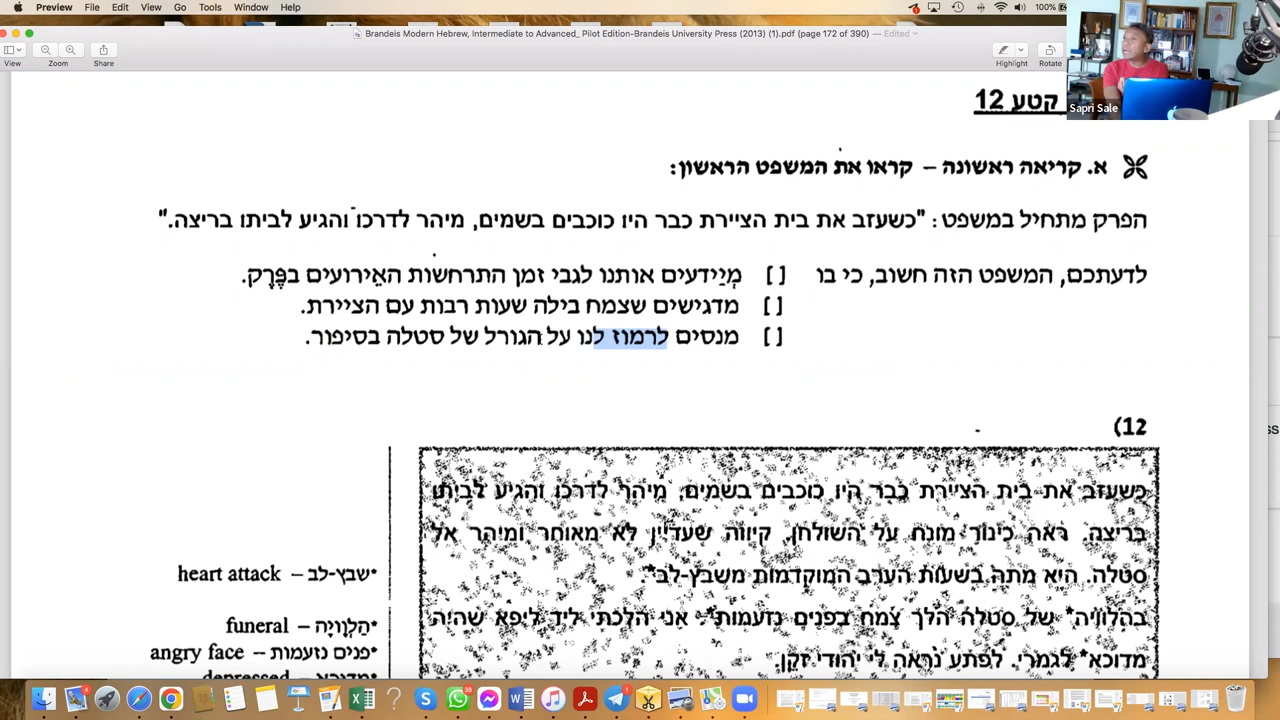 Preview File Edit View Go Tools Window Help 100%
Brandeis Modern Hebrew, Intermediate to Advanced_ Pilot Edition-Brandeis University Press (2013) (1).pdf (page 172 of 390) — Edited
View Zoom Share Highlight Rotate
Sapri Sale
קטע 12
א. קריאה ראשונה – קראו את המשפט הראשון:
הפרק מתחיל במשפט: "כשעזב את בית הציירת כבר היו כוכבים בשמים, מיהר לדרכו והגיע לביתו בריצה."
לדעתכם, המשפט הזה חשוב, כי בו [ ] מְיַידעים אותנו לגבי זמן התרחשות האֵירועים בפֶּרֶק.
[ ] מדגישים שצמח בילה שעות רבות עם הציירת.
[ ] מנסים לרמוז לנו על הגורל של סטלה בסיפור.
12)
כשעזב את בית הציירת כבר היו כוכבים בשמים, מיהר לדרכו והגיע לביתו
בריצה. ראה כינור מונח על השולחן, קיווה שעדיין לא מאוחר ומיהר אל
סטלה. היא מתה בשעות הערב המוקדמות משבץ-לב*.
בהלוויה* של סטלה הלך צמח בפנים נזעמות*. אני הלכתי ליד ליפא שהיה
מדוכא* לגמרי. לפתע נראה לי יהודי זקן.
*שבץ-לב – heart attack
*הַלְוָויָה – funeral
*פנים נזעמות – angry face
*מדוכא – depressed